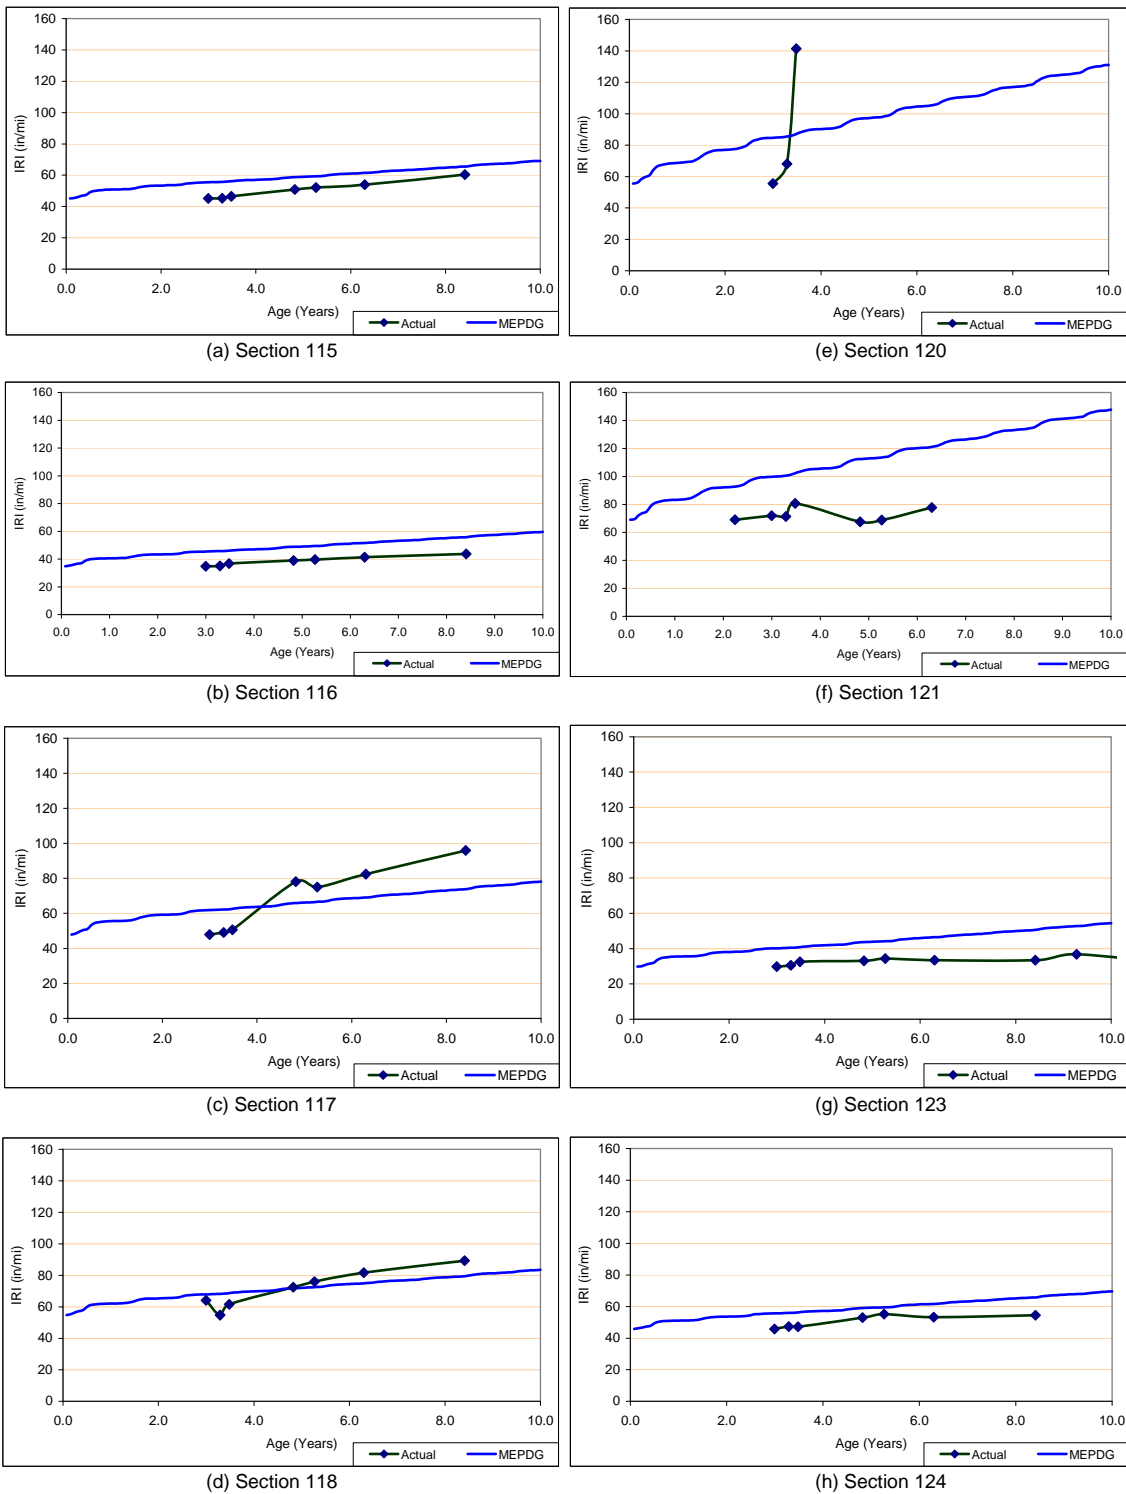 160
140
120
100
80
60
40
20
0
IRI (in/mi)
0.0 2.0 4.0 6.0 8.0 10.0
Age (Years)
Actual MEPDG
(a) Section 115
160
140
120
100
80
60
40
20
0
IRI (in/mi)
0.0 2.0 4.0 6.0 8.0 10.0
Age (Years)
Actual MEPDG
(e) Section 120
160
140
120
100
80
60
40
20
0
IRI (in/mi)
0.0 1.0 2.0 3.0 4.0 5.0 6.0 7.0 8.0 9.0 10.0
Age (Years)
Actual MEPDG
(b) Section 116
160
140
120
100
80
60
40
20
0
IRI (in/mi)
0.0 1.0 2.0 3.0 4.0 5.0 6.0 7.0 8.0 9.0 10.0
Age (Years)
Actual MEPDG
(f) Section 121
160
140
120
100
80
60
40
20
0
IRI (in/mi)
0.0 2.0 4.0 6.0 8.0 10.0
Age (Years)
Actual MEPDG
(c) Section 117
160
140
120
100
80
60
40
20
0
IRI (in/mi)
0.0 2.0 4.0 6.0 8.0 10.0
Age (Years)
Actual MEPDG
(g) Section 123
160
140
120
100
80
60
40
20
0
IRI (in/mi)
0.0 2.0 4.0 6.0 8.0 10.0
Age (Years)
Actual MEPDG
(d) Section 118
160
140
120
100
80
60
40
20
0
IRI (in/mi)
0.0 2.0 4.0 6.0 8.0 10.0
Age (Years)
Actual MEPDG
(h) Section 124